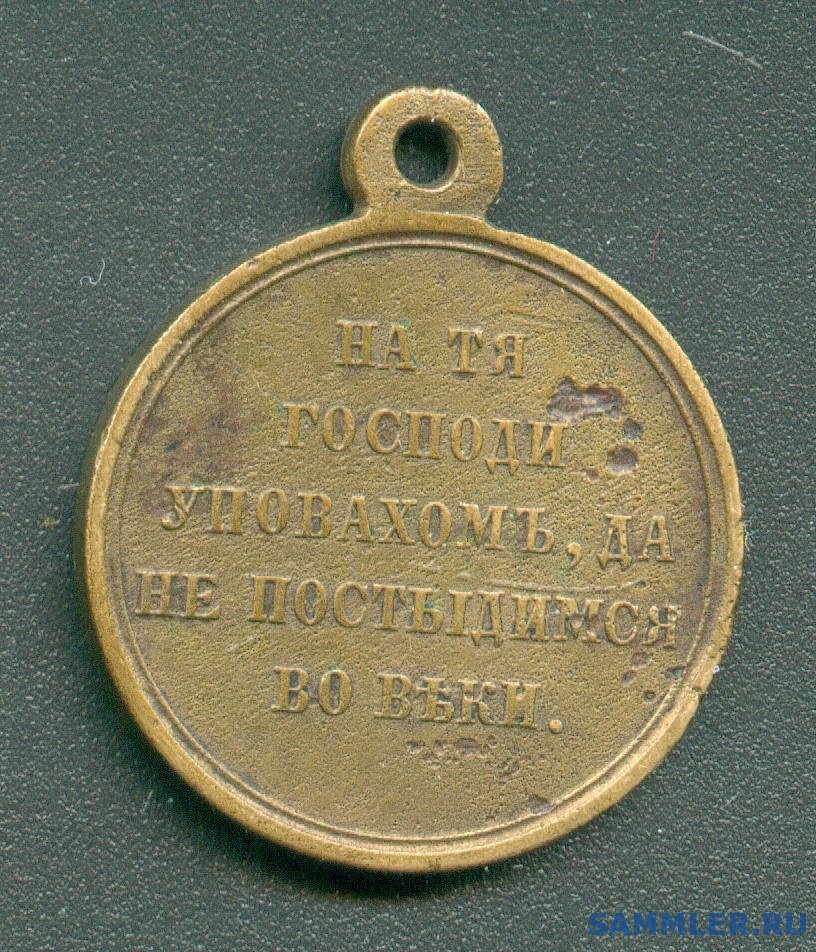 НА ТЯ
ГОСПОДИ
УПОВАХОМЪ, ДА
НЕ ПОСТЫДИМСЯ
ВО ВѢКИ.
SAMMLER.RU